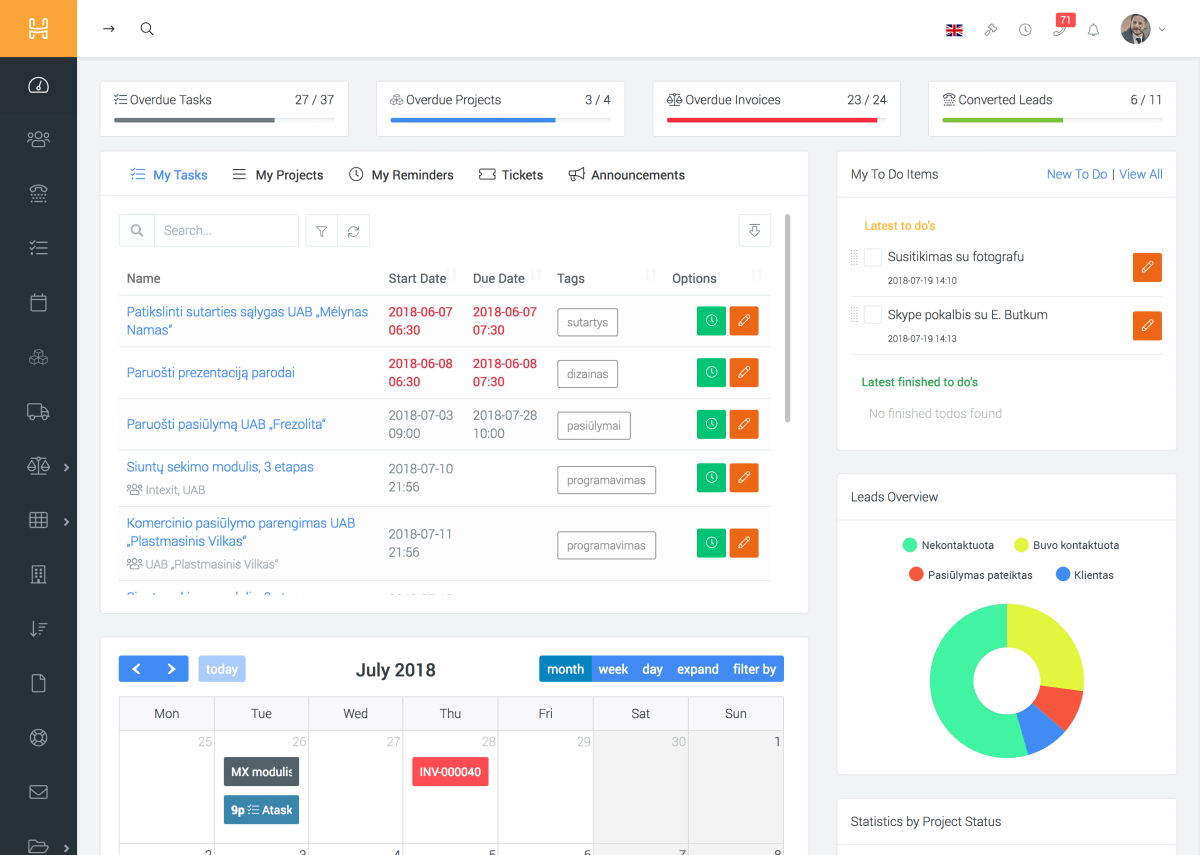 71
Overdue Tasks 27 / 37
Overdue Projects 3 / 4
Overdue Invoices 23 / 24
Converted Leads 6 / 11
My Tasks My Projects My Reminders Tickets Announcements
Search...
Name Start Date Due Date Tags Options
Patikslinti sutarties sąlygas UAB „Mėlynas
Namas“
2018-06-07
06:30
2018-06-07
07:30
sutartys
Paruošti prezentaciją parodai
2018-06-08
06:30
2018-06-08
07:30
dizainas
Paruošti pasiūlymą UAB „Frezolita“
2018-07-03
09:00
2018-07-28
10:00
pasiūlymai
Siuntų sekimo modulis, 3 etapas
Intexit, UAB
2018-07-10
21:56
programavimas
Komercinio pasiūlymo parengimas UAB
„Plastmasinis Vilkas“
UAB „Plastmasinis Vilkas“
2018-07-11
21:56
programavimas
My To Do Items New To Do | View All
Latest to do's
Susitikimas su fotografu
2018-07-19 14:10
Skype pokalbis su E. Butkum
2018-07-19 14:13
Latest finished to do's
No finished todos found
Leads Overview
Nekontaktuota Buvo kontaktuota
Pasiūlymas pateiktas Klientas
Statistics by Project Status
today
July 2018
month week day expand filter by
Mon Tue Wed Thu Fri Sat Sun
25 26 27 28 29 30 1
MX modulis
INV-000040
9p Atask
2 3 4 5 6 7 8